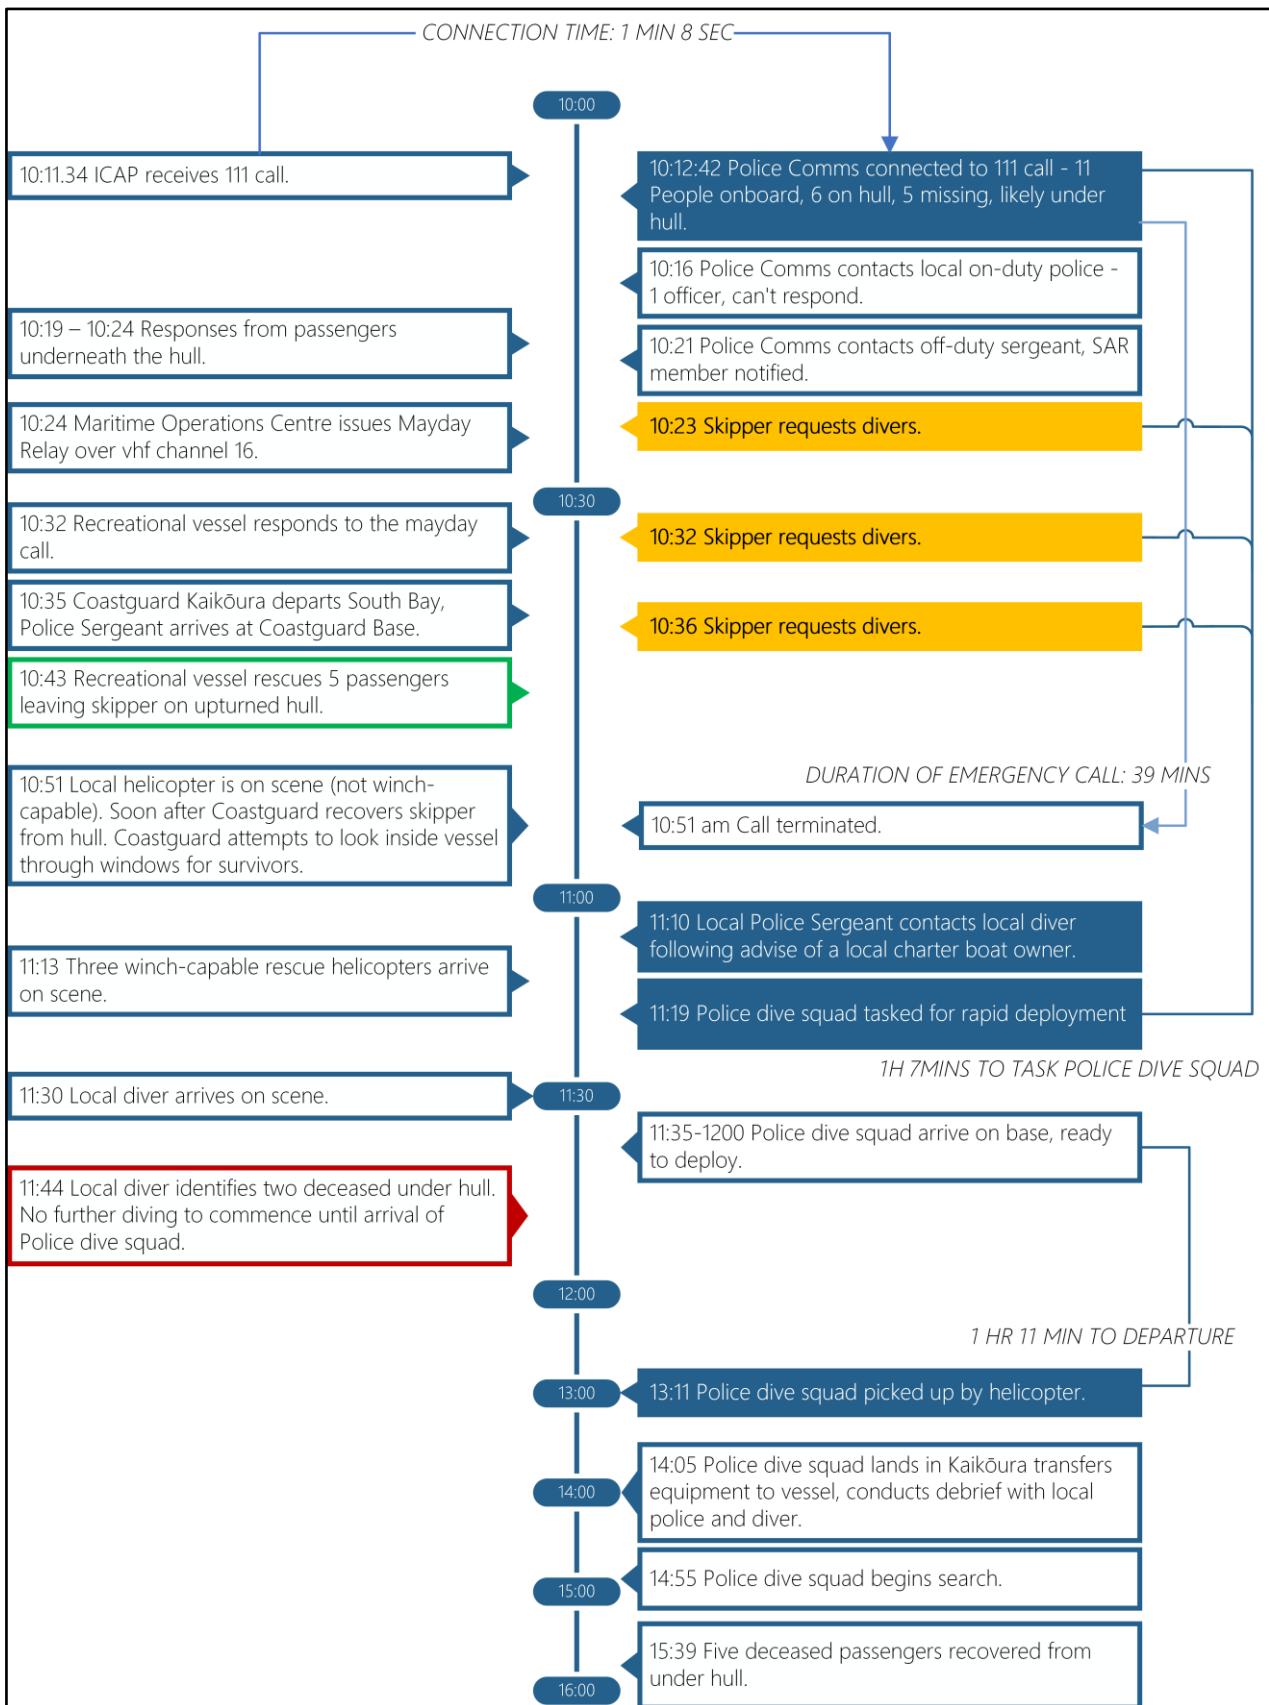 CONNECTION TIME: 1 MIN 8 SEC
10:00
10:11.34 ICAP receives 111 call.
10:12:42 Police Comms connected to 111 call - 11
People onboard, 6 on hull, 5 missing, likely under
hull.
10:16 Police Comms contacts local on-duty police -
1 officer, can't respond.
10:19 – 10:24 Responses from passengers
underneath the hull.
10:21 Police Comms contacts off-duty sergeant, SAR
member notified.
10:24 Maritime Operations Centre issues Mayday
Relay over vhf channel 16.
10:23 Skipper requests divers.
10:30
10:32 Recreational vessel responds to the mayday
call.
10:32 Skipper requests divers.
10:35 Coastguard Kaikōura departs South Bay,
Police Sergeant arrives at Coastguard Base.
10:36 Skipper requests divers.
10:43 Recreational vessel rescues 5 passengers
leaving skipper on upturned hull.
10:51 Local helicopter is on scene (not winch-
capable). Soon after Coastguard recovers skipper
from hull. Coastguard attempts to look inside vessel
through windows for survivors.
DURATION OF EMERGENCY CALL: 39 MINS
10:51 am Call terminated.
11:00
11:10 Local Police Sergeant contacts local diver
following advise of a local charter boat owner.
11:13 Three winch-capable rescue helicopters arrive
on scene.
11:19 Police dive squad tasked for rapid deployment
1H 7MINS TO TASK POLICE DIVE SQUAD
11:30 Local diver arrives on scene.
11:30
11:35-1200 Police dive squad arrive on base, ready
to deploy.
11:44 Local diver identifies two deceased under hull.
No further diving to commence until arrival of
Police dive squad.
12:00
1 HR 11 MIN TO DEPARTURE
13:00
13:11 Police dive squad picked up by helicopter.
14:00
14:05 Police dive squad lands in Kaikōura transfers
equipment to vessel, conducts debrief with local
police and diver.
15:00
14:55 Police dive squad begins search.
15:39 Five deceased passengers recovered from
under hull.
16:00